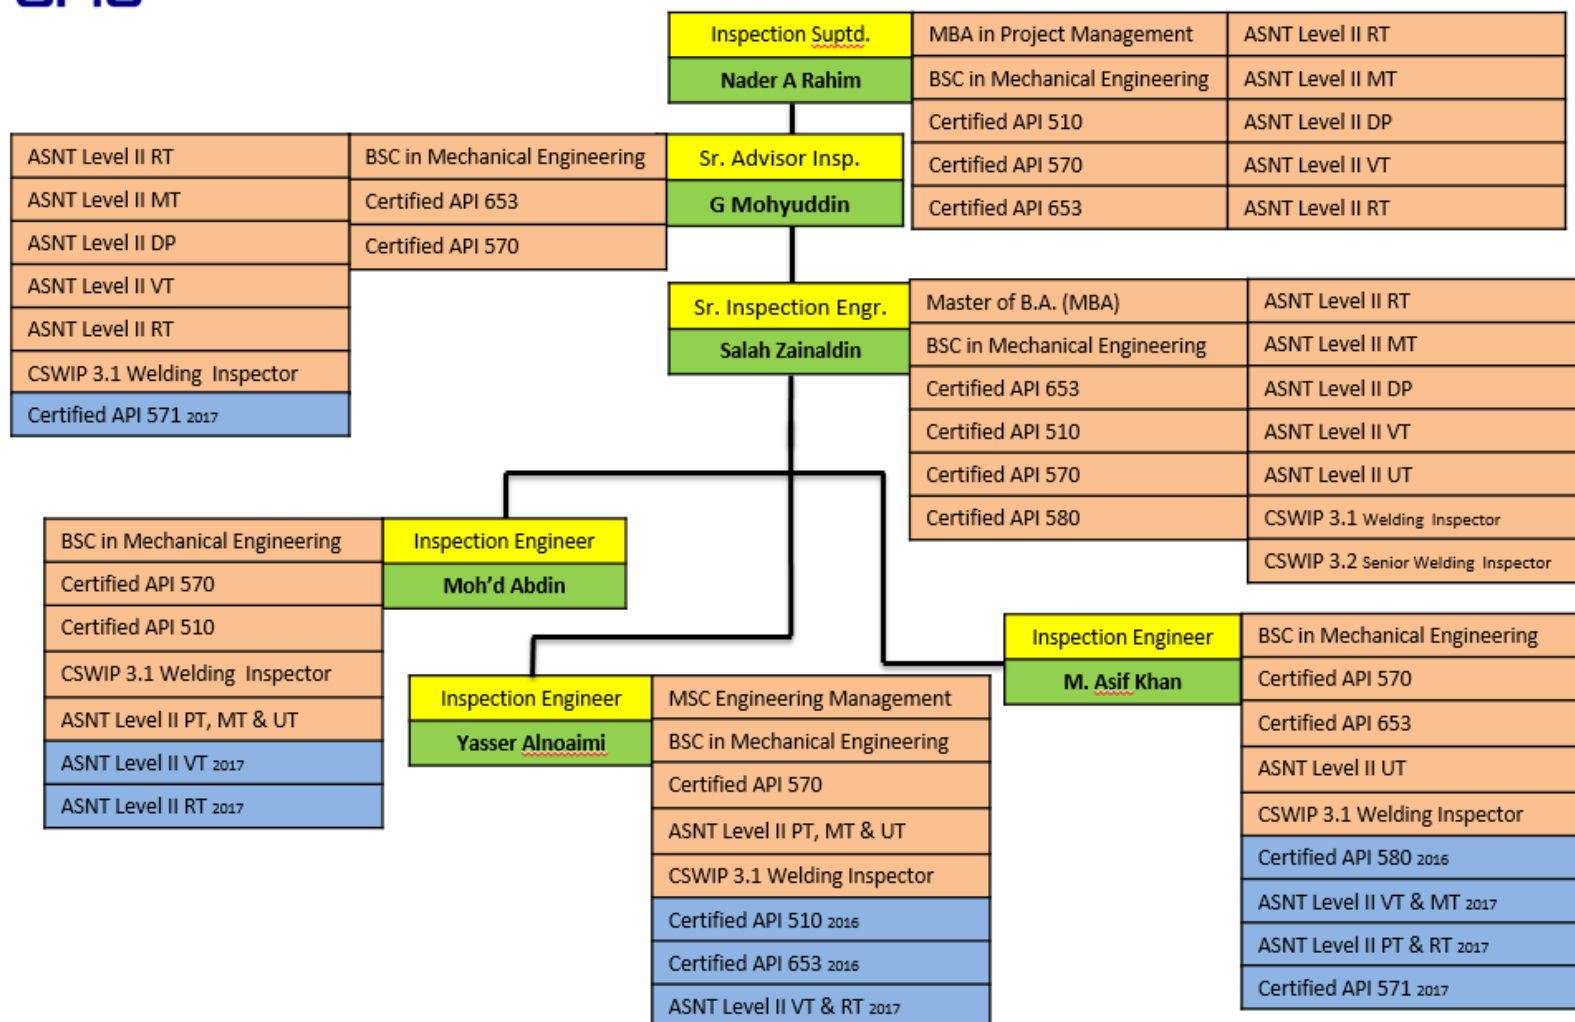 Inspection Suptd.
Nader A Rahim
MBA in Project Management
BSC in Mechanical Engineering
Certified API 510
Certified API 570
Certified API 653
ASNT Level II RT
ASNT Level II MT
ASNT Level II DP
ASNT Level II VT
ASNT Level II RT
ASNT Level II RT
ASNT Level II MT
ASNT Level II DP
ASNT Level II VT
ASNT Level II RT
CSWIP 3.1 Welding Inspector
Certified API 571 2017
BSC in Mechanical Engineering
Certified API 653
Certified API 570
Sr. Advisor Insp.
G Mohyuddin
Sr. Inspection Engr.
Salah Zainaldin
Master of B.A. (MBA)
BSC in Mechanical Engineering
Certified API 653
Certified API 510
Certified API 570
Certified API 580
ASNT Level II RT
ASNT Level II MT
ASNT Level II DP
ASNT Level II VT
ASNT Level II UT
CSWIP 3.1 Welding Inspector
CSWIP 3.2 Senior Welding Inspector
BSC in Mechanical Engineering
Certified API 570
Certified API 510
CSWIP 3.1 Welding Inspector
ASNT Level II PT, MT & UT
ASNT Level II VT 2017
ASNT Level II RT 2017
Inspection Engineer
Moh’d Abdin
Inspection Engineer
Yasser Alnoaimi
MSC Engineering Management
BSC in Mechanical Engineering
Certified API 570
ASNT Level II PT, MT & UT
CSWIP 3.1 Welding Inspector
Certified API 510 2016
Certified API 653 2016
ASNT Level II VT & RT 2017
Inspection Engineer
M. Asif Khan
BSC in Mechanical Engineering
Certified API 570
Certified API 653
ASNT Level II UT
CSWIP 3.1 Welding Inspector
Certified API 580 2016
ASNT Level II VT & MT 2017
ASNT Level II PT & RT 2017
Certified API 571 2017